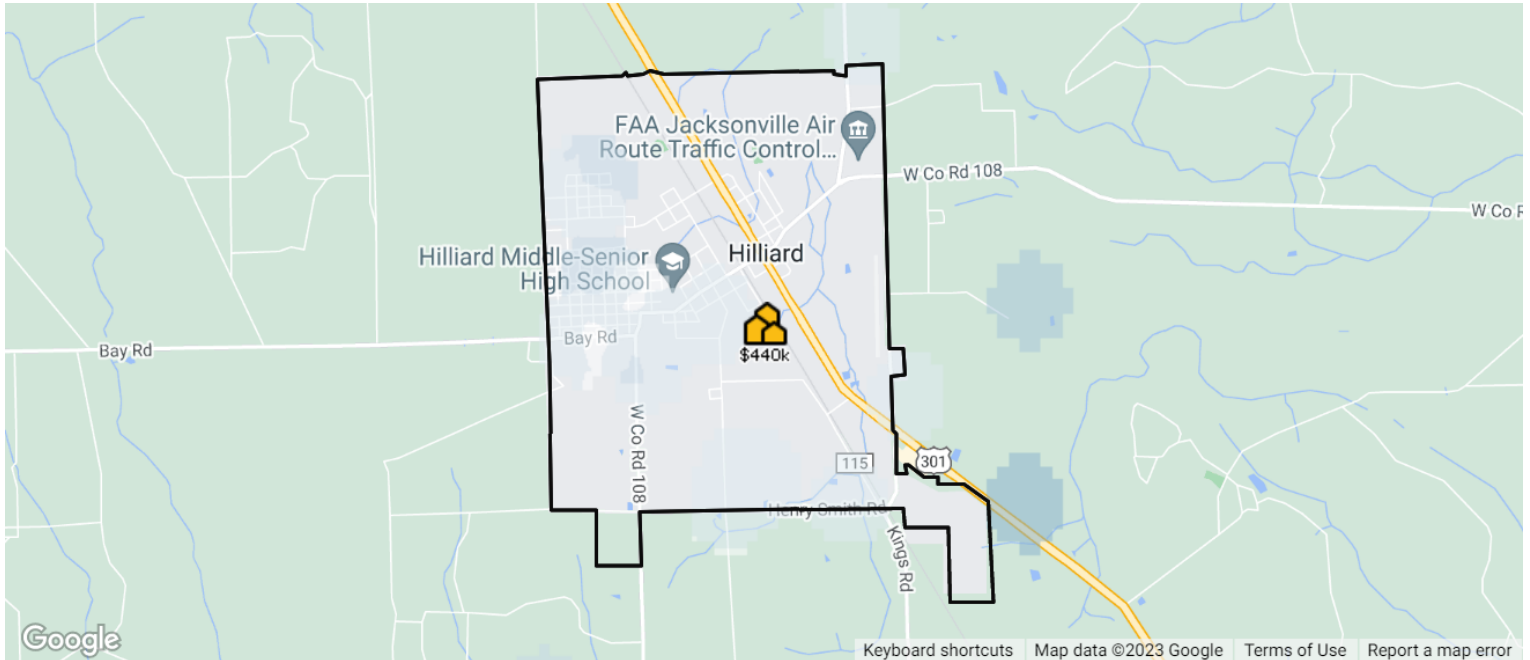 FAA Jacksonville Air
Route Traffic Control...
W Co Rd 108
W Co R
Hilliard Middle-Senior
High School
Hilliard
Bay Rd
Bay Rd
$440k
W Co Rd 108
115
301
Henry Smith Rd
Kings Rd
Google
Keyboard shortcuts
Map data ©2023 Google
Terms of Use
Report a map error